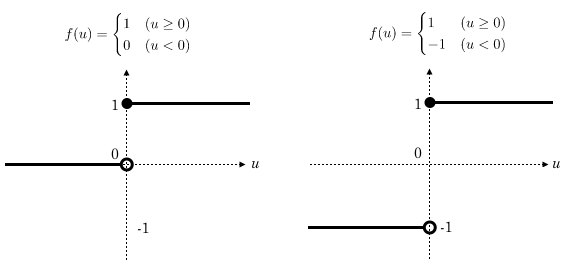 f(u) = { 1 (u ≥ 0)
0 (u < 0)
1
0
u
-1
f(u) = { 1 (u ≥ 0)
−1 (u < 0)
1
0
u
-1